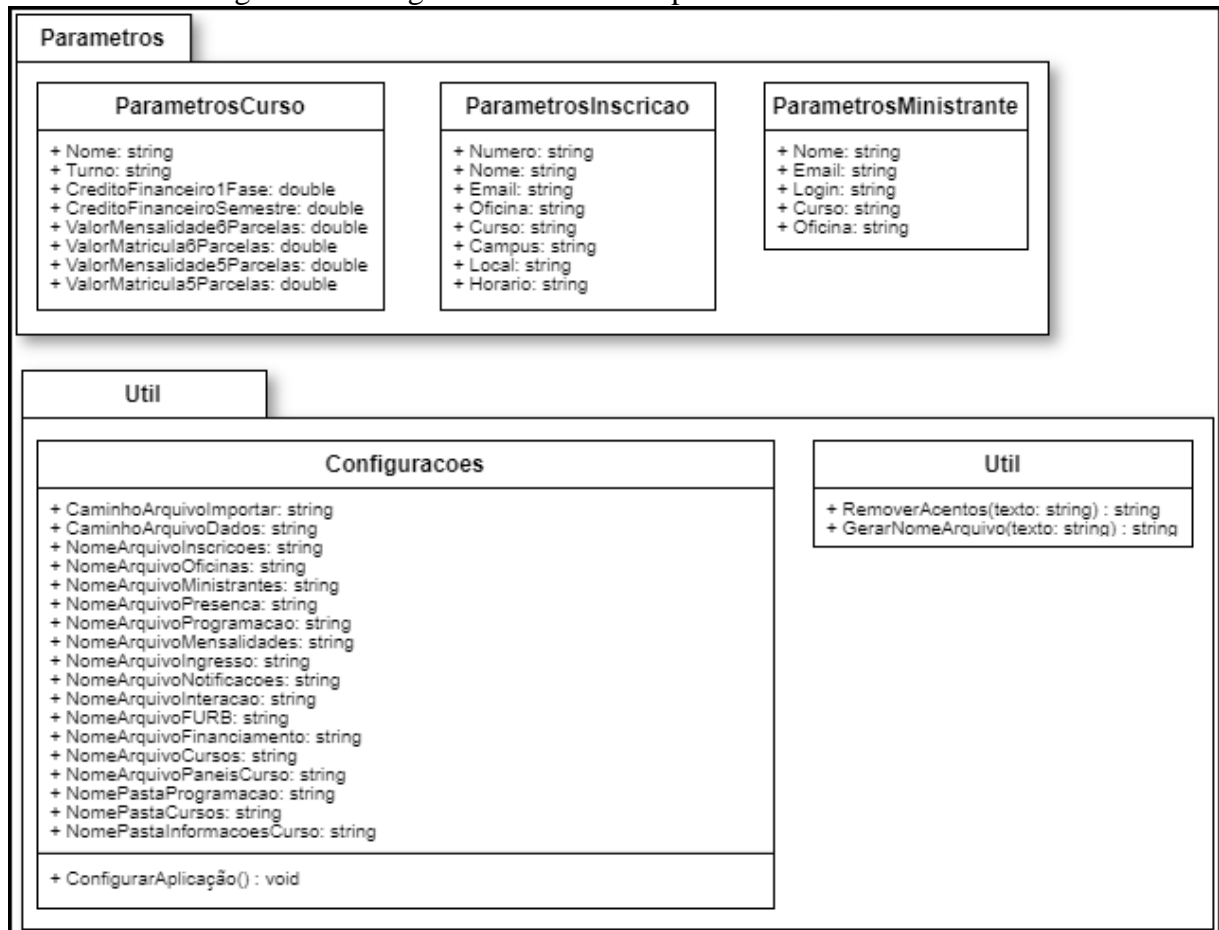 Parametros
ParametrosCurso
+ Nome: string
+ Turno: string
+ CreditoFinanceiro1Fase: double
+ CreditoFinanceiroSemestre: double
+ ValorMensalidade6Parcelas: double
+ ValorMatricula6Parcelas: double
+ ValorMensalidade5Parcelas: double
+ ValorMatricula5Parcelas: double
ParametrosInscricao
+ Numero: string
+ Nome: string
+ Email: string
+ Oficina: string
+ Curso: string
+ Campus: string
+ Local: string
+ Horario: string
ParametrosMinistrante
+ Nome: string
+ Email: string
+ Login: string
+ Curso: string
+ Oficina: string
Util
Configuracoes
+ CaminhoArquivoImportar: string
+ CaminhoArquivoDados: string
+ NomeArquivoInscricoes: string
+ NomeArquivoOficinas: string
+ NomeArquivoMinistrantes: string
+ NomeArquivoPresenca: string
+ NomeArquivoProgramacao: string
+ NomeArquivoMensalidades: string
+ NomeArquivoIngresso: string
+ NomeArquivoNotificacoes: string
+ NomeArquivoInteracao: string
+ NomeArquivoFURB: string
+ NomeArquivoFinanciamento: string
+ NomeArquivoCursos: string
+ NomeArquivoPaneisCurso: string
+ NomePastaProgramacao: string
+ NomePastaCursos: string
+ NomePastaInformacoesCurso: string
+ ConfigurarAplicação() : void
Util
+ RemoverAcentos(texto: string) : string
+ GerarNomeArquivo(texto: string) : string